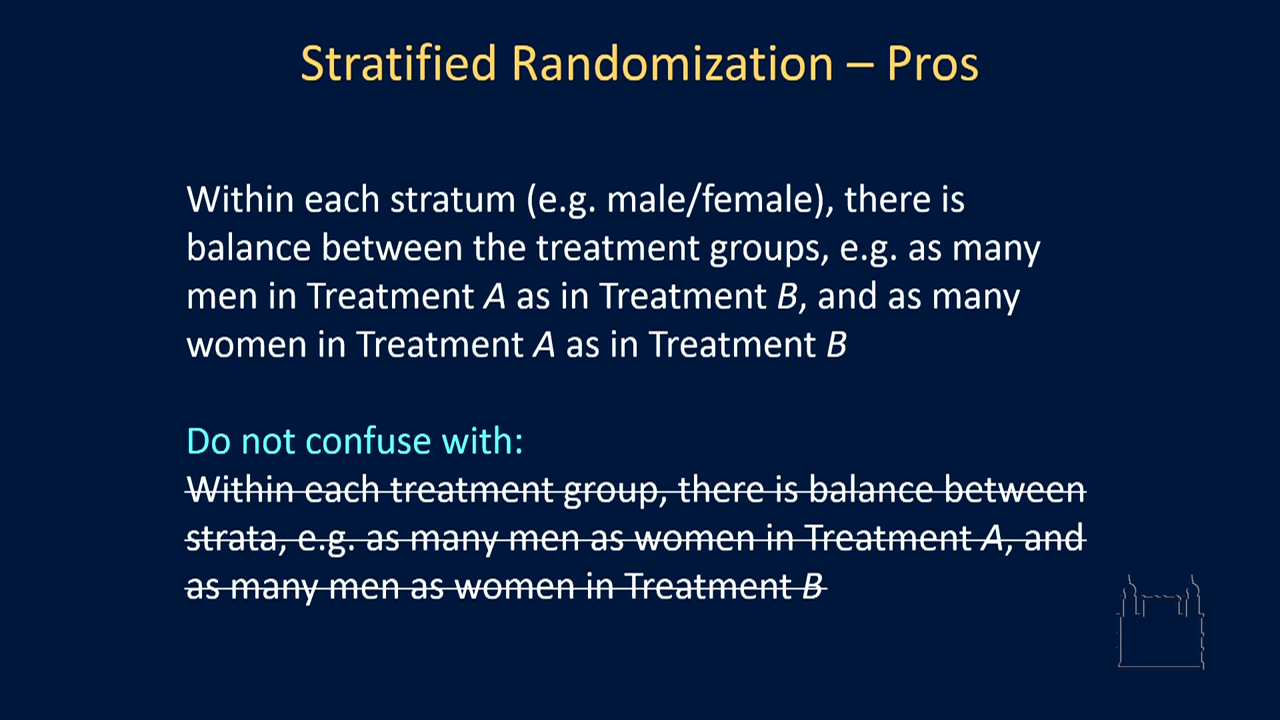 Stratified Randomization – Pros
Within each stratum (e.g. male/female), there is
balance between the treatment groups, e.g. as many
men in Treatment A as in Treatment B, and as many
women in Treatment A as in Treatment B
Do not confuse with:
Within each treatment group, there is balance between
strata, e.g. as many men as women in Treatment A, and
as many men as women in Treatment B